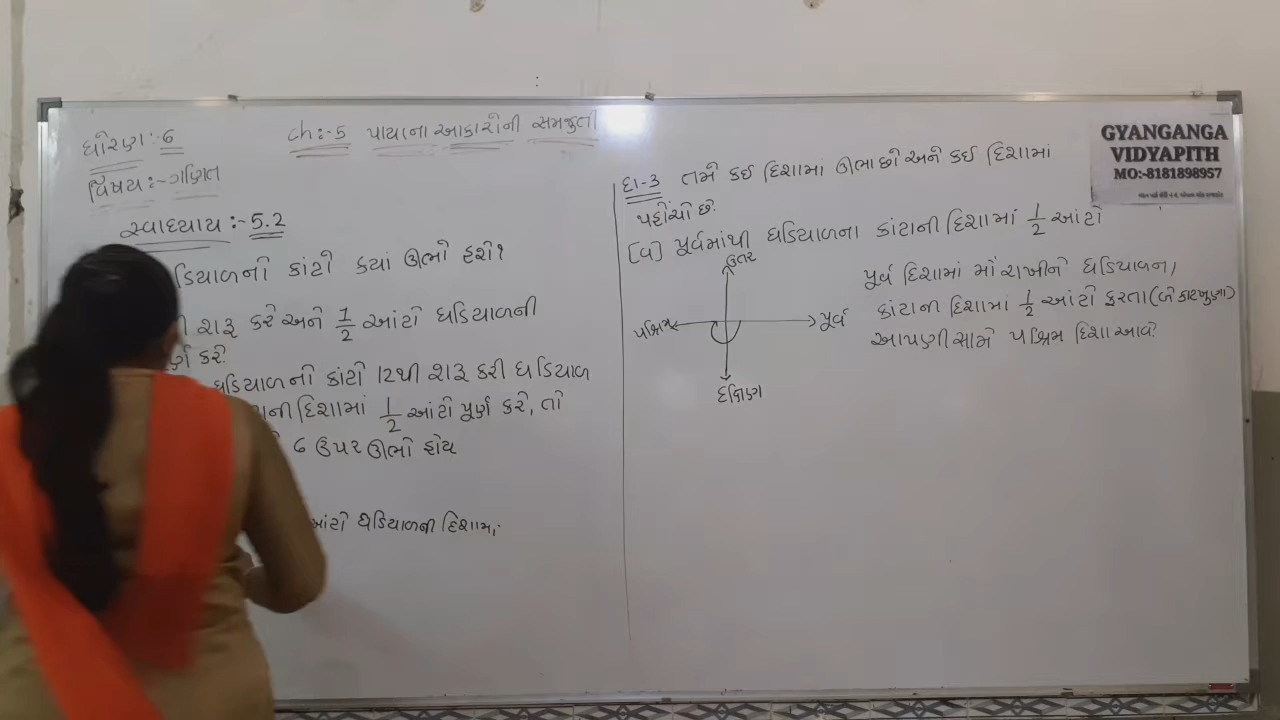 ધોરણ:-6
ch:-5 પાયાના આકારોની સમજુતી
વિષય:-ગણિત
સ્વાધ્યાય:-5.2
ડિયાળનો કાંટો કયાં ઊભો હશે?
શરૂ કરે અને 1/2 આંટો ઘડિયાળની
ર્ણ કરે
ઘડિયાળનો કાંટો 12થી શરૂ કરી ઘડિયાળ
ની દિશામાં 1/2 આંટો પૂર્ણ કરે, તો
6 ઉપર ઊભો હોય
આંટો ઘડિયાળની દિશામાં
દા-3 તમે કઈ દિશામાં ઊભા છો અને કઈ દિશામાં
પહોંચો છો.
[બ] પૂર્વમાંથી ઘડિયાળના કાંટાની દિશામાં 1/2 આંટો
ઉતર
પશ્ચિમ
પૂર્વ
દક્ષિણ
પૂર્વ દિશામાં મોં રાખીને ઘડિયાળના
કાંટાની દિશામાં 1/2 આંટો ફરતા (બે કાટખુણા)
આપણી સામે પશ્ચિમ દિશા આવે
GYANGANGA
VIDYAPITH
MO:-8181898957